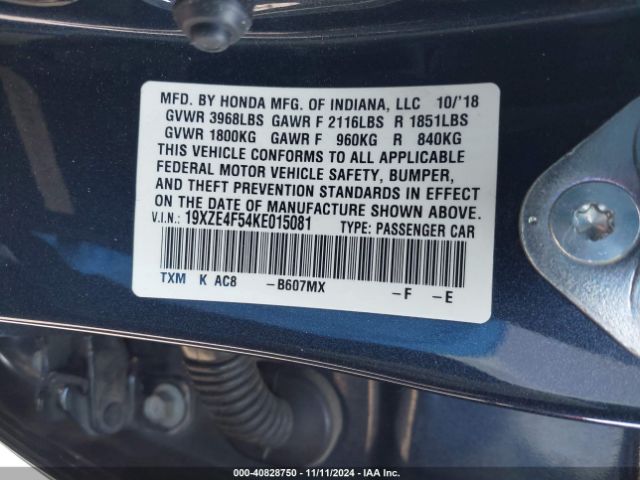 MFD. BY HONDA MFG. OF INDIANA, LLC 10/'18
GVWR 3968LBS GAWR F 2116LBS R 1851LBS
GVWR 1800KG GAWR F 960KG R 840KG
THIS VEHICLE CONFORMS TO ALL APPLICABLE
FEDERAL MOTOR VEHICLE SAFETY, BUMPER,
AND THEFT PREVENTION STANDARDS IN EFFECT
ON THE DATE OF MANUFACTURE SHOWN ABOVE.
V.I.N.: 19XZE4F54KE015081 TYPE: PASSENGER CAR
TXM K AC8 -B607MX -F -E
000-40828750 - 11/11/2024 - IAA Inc.